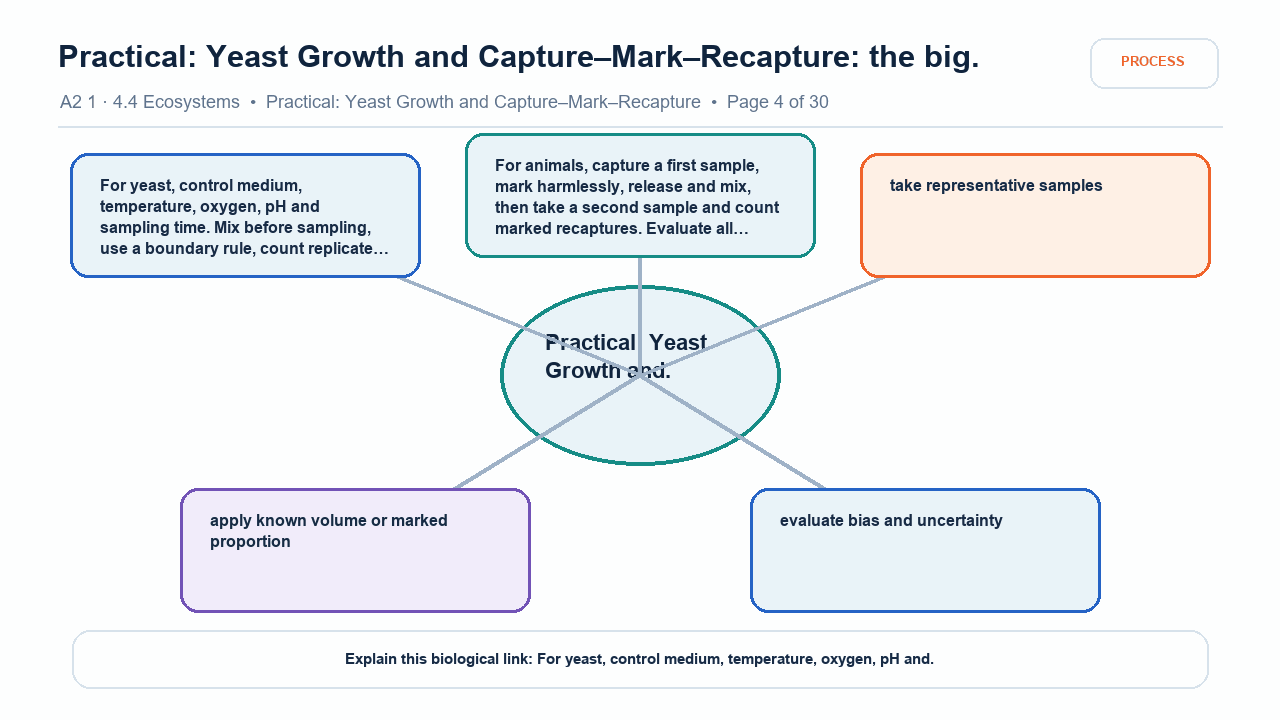 Practical: Yeast Growth and Capture–Mark–Recapture: the big.
PROCESS
A2 1 · 4.4 Ecosystems • Practical: Yeast Growth and Capture–Mark–Recapture • Page 4 of 30
For yeast, control medium,
temperature, oxygen, pH and
sampling time. Mix before sampling,
use a boundary rule, count replicate…
For animals, capture a first sample,
mark harmlessly, release and mix,
then take a second sample and count
marked recaptures. Evaluate all…
take representative samples
Practical: Yeast
Growth and.
apply known volume or marked
proportion
evaluate bias and uncertainty
Explain this biological link: For yeast, control medium, temperature, oxygen, pH and.